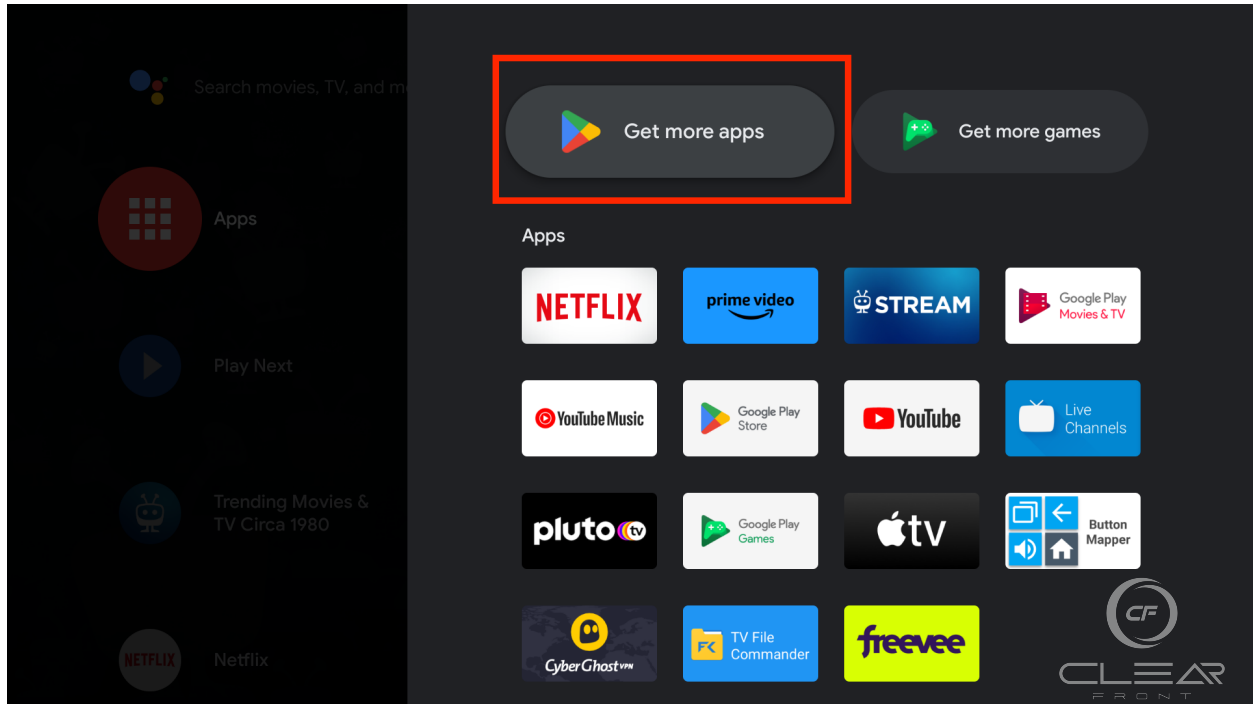 Search movies, TV, and m
Get more apps
Get more games
Apps
Apps
NETFLIX
prime video
STREAM
Google Play
Movies & TV
Play Next
YouTube Music
Google Play
Store
YouTube
Live
Channels
Trending Movies &
TV Circa 1980
pluto tv
Google Play
Games
tv
Button
Mapper
NETFLIX
Netflix
CyberGhost VPN
FK
TV File
Commander
freevee
CF
CLEAR
FRONT